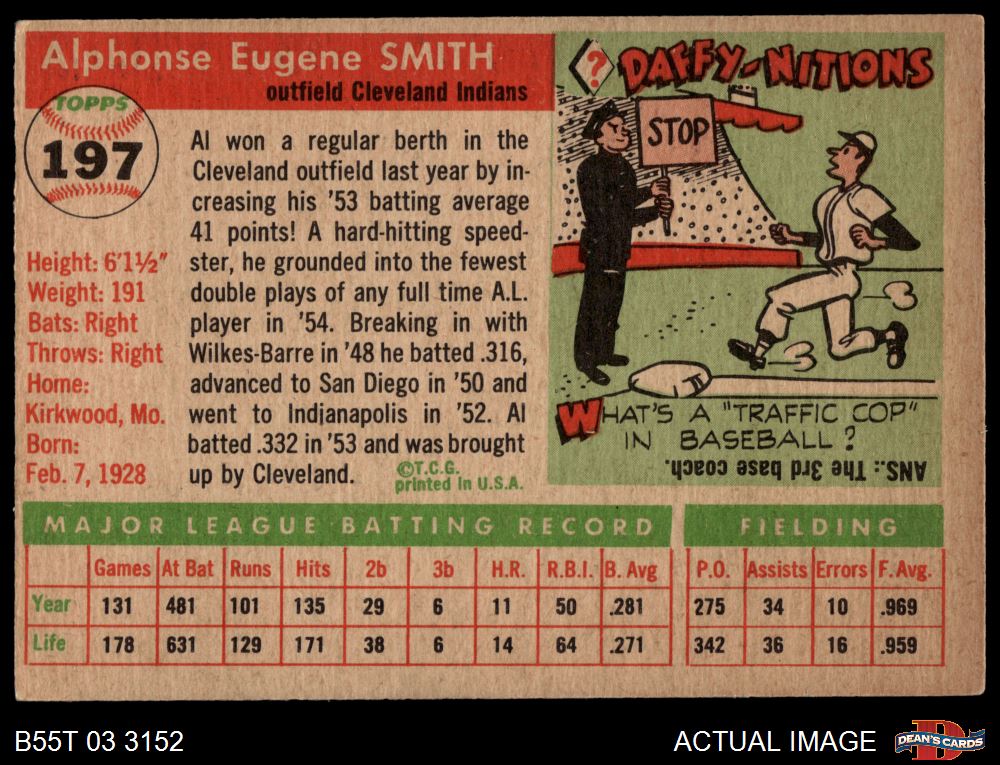 Alphonse Eugene SMITH
outfield Cleveland Indians
TOPPS
197
Height: 6'1½"
Weight: 191
Bats: Right
Throws: Right
Home:
Kirkwood, Mo.
Born:
Feb. 7, 1928
Al won a regular berth in the
Cleveland outfield last year by in-
creasing his '53 batting average
41 points! A hard-hitting speed-
ster, he grounded into the fewest
double plays of any full time A.L.
player in '54. Breaking in with
Wilkes-Barre in '48 he batted .316,
advanced to San Diego in '50 and
went to Indianapolis in '52. Al
batted .332 in '53 and was brought
up by Cleveland.
©T.C.G.
printed in U.S.A.
?
DAFFY-NITIONS
STOP
WHAT'S A "TRAFFIC COP"
IN BASEBALL?
ANS.: The 3rd base coach.
MAJOR LEAGUE BATTING RECORD FIELDING
Games At Bat Runs Hits 2b 3b H.R. R.B.I. B. Avg P.O. Assists Errors F. Avg.
Year 131 481 101 135 29 6 11 50 .281 275 34 10 .969
Life 178 631 129 171 38 6 14 64 .271 342 36 16 .959
B55T 03 3152
ACTUAL IMAGE
DEAN'S CARDS